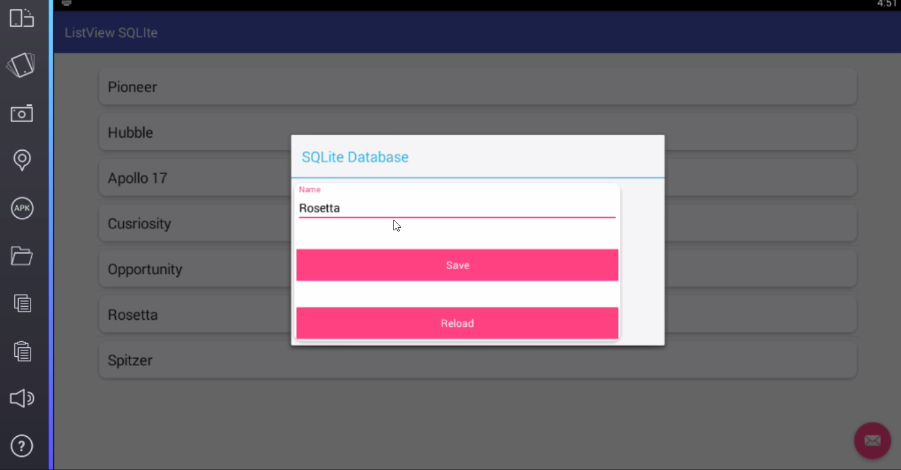 4:51
ListView SQLIte
Pioneer
Hubble
Apollo 17
Cusriosity
Opportunity
Rosetta
Spitzer
SQLite Database
Name
Rosetta
Save
Reload
APK
?